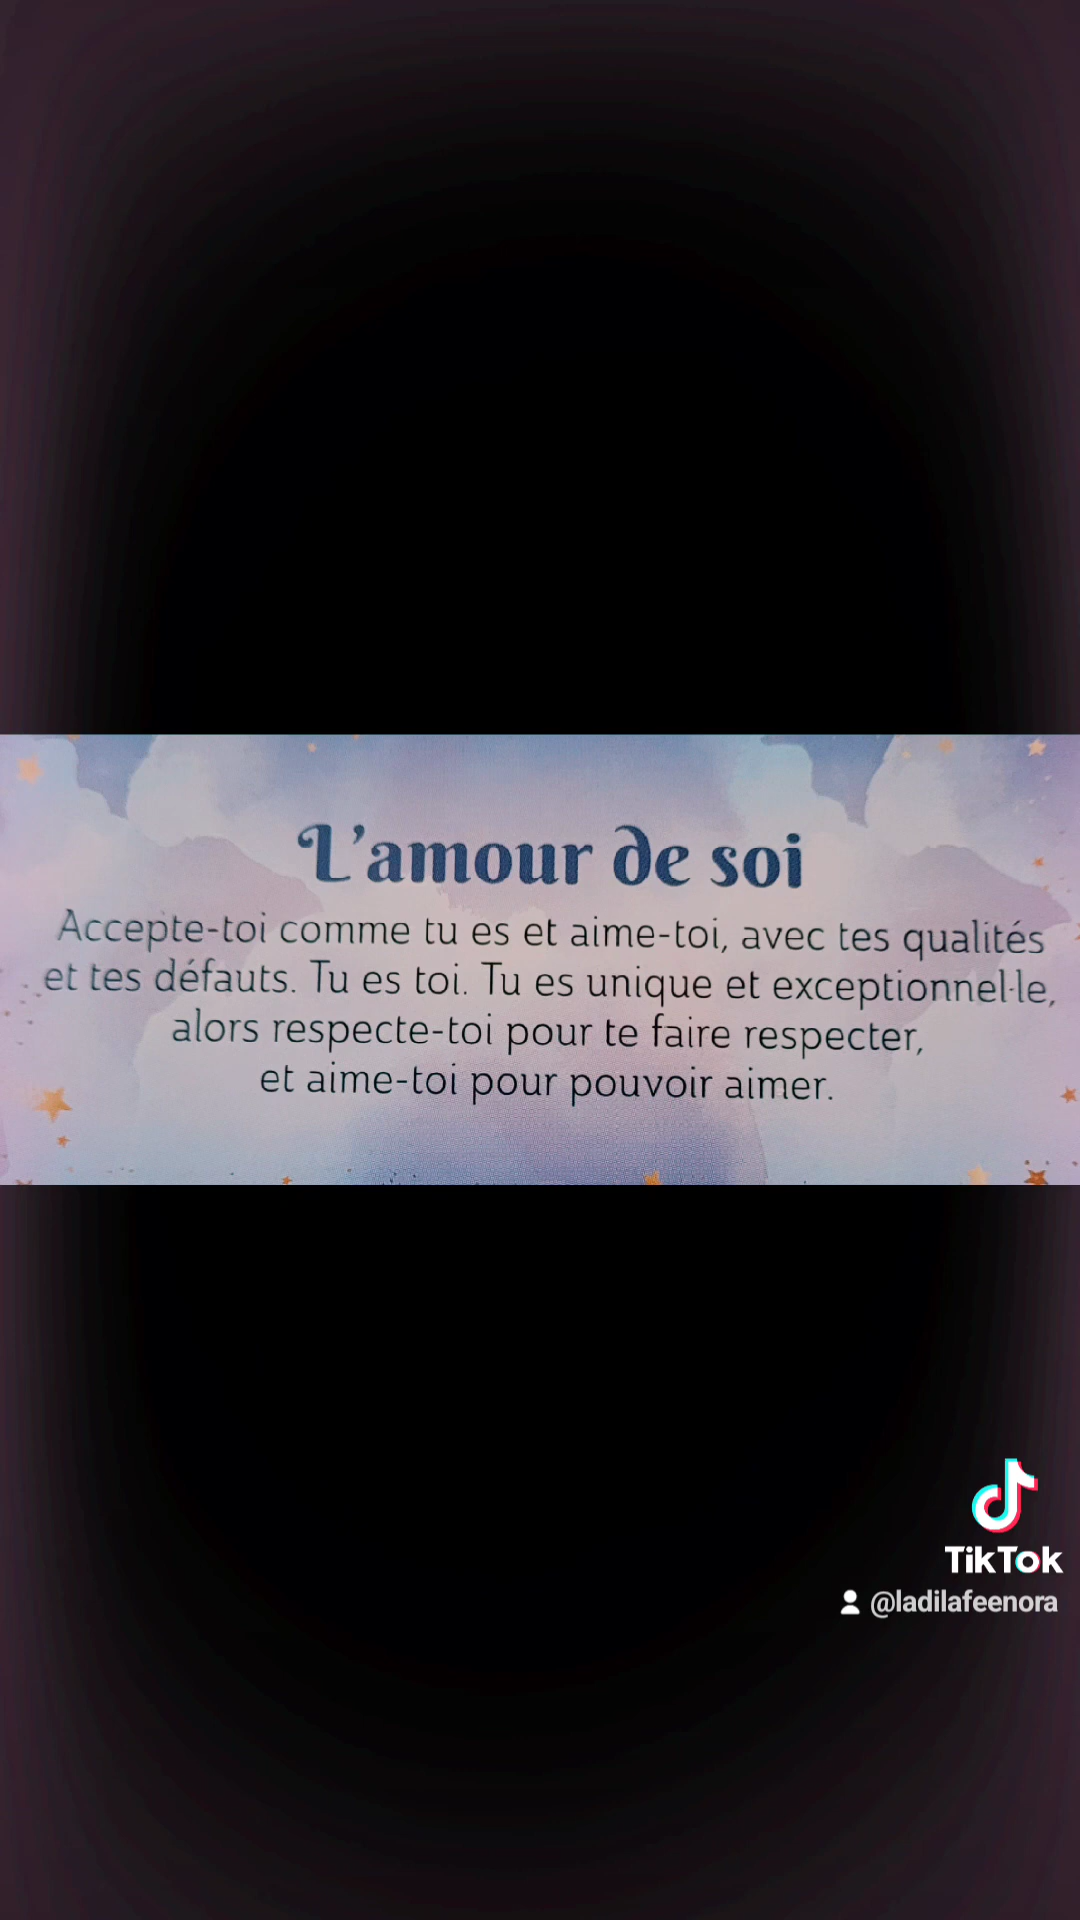 L'amour de soi
Accepte-toi comme tu es et aime-toi, avec tes qualités
et tes défauts. Tu es toi. Tu es unique et exceptionnel·le,
alors respecte-toi pour te faire respecter,
et aime-toi pour pouvoir aimer.
TikTok
@ladilafeenora